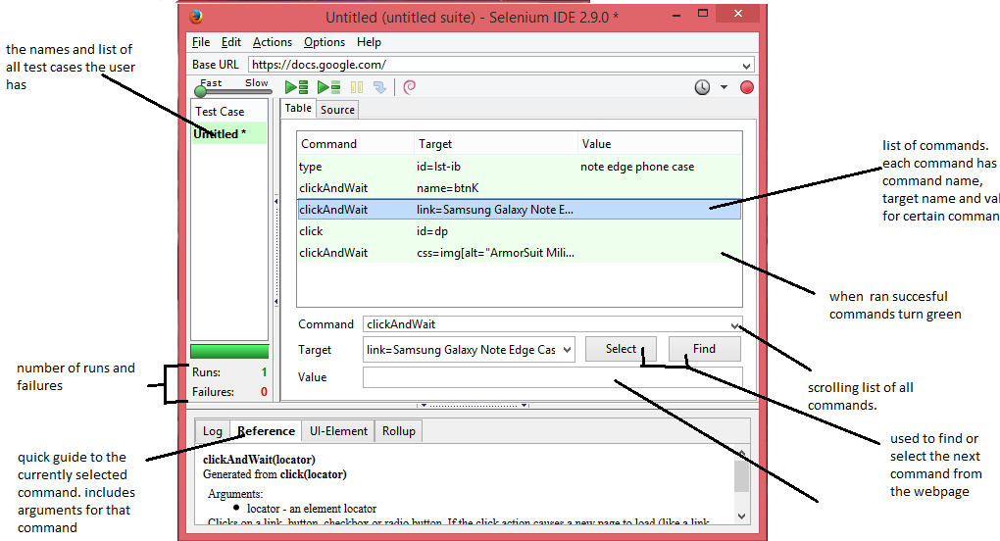 Untitled (untitled suite) - Selenium IDE 2.9.0 *
File Edit Actions Options Help
Base URL https://docs.google.com/
Fast Slow
Test Case
Untitled *
Table Source
Command Target Value
type id=lst-ib note edge phone case
clickAndWait name=btnK
clickAndWait link=Samsung Galaxy Note E...
click id=dp
clickAndWait css=img[alt="ArmorSuit Mili...
Command clickAndWait
Target link=Samsung Galaxy Note Edge Cas Select Find
Value
Runs: 1
Failures: 0
Log Reference UI-Element Rollup
clickAndWait(locator)
Generated from click(locator)
Arguments:
locator - an element locator
Clicks on a link, button, checkbox or radio button. If the click action causes a new page to load (like a link
the names and list of
all test cases the user
has
number of runs and
failures
quick guide to the
currently selected
command. includes
arguments for that
command
list of commands.
each command has
command name,
target name and val
for certain comman
when ran succesful
commands turn green
scrolling list of all
commands.
used to find or
select the next
command from
the webpage